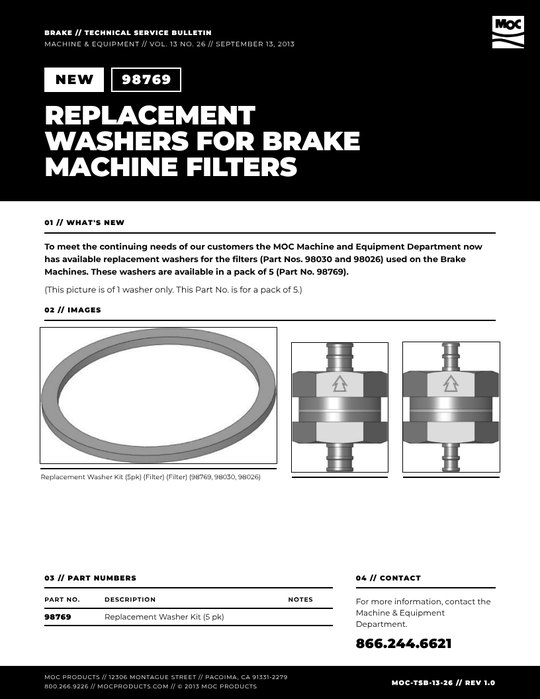 BRAKE // TECHNICAL SERVICE BULLETIN
MACHINE & EQUIPMENT // VOL. 13 NO. 26 // SEPTEMBER 13, 2013
MOC
NEW 98769
REPLACEMENT
WASHERS FOR BRAKE
MACHINE FILTERS
01 // WHAT'S NEW
To meet the continuing needs of our customers the MOC Machine and Equipment Department now
has available replacement washers for the filters (Part Nos. 98030 and 98026) used on the Brake
Machines. These washers are available in a pack of 5 (Part No. 98769).
(This picture is of 1 washer only. This Part No. is for a pack of 5.)
02 // IMAGES
Replacement Washer Kit (5pk) (Filter) (Filter) (98769, 98030, 98026)
03 // PART NUMBERS
PART NO. DESCRIPTION NOTES
98769 Replacement Washer Kit (5 pk)
04 // CONTACT
For more information, contact the
Machine & Equipment
Department.
866.244.6621
MOC PRODUCTS // 12306 MONTAGUE STREET // PACOIMA, CA 91331-2279
800.266.9226 // MOCPRODUCTS.COM // © 2013 MOC PRODUCTS
MOC-TSB-13-26 // REV 1.0